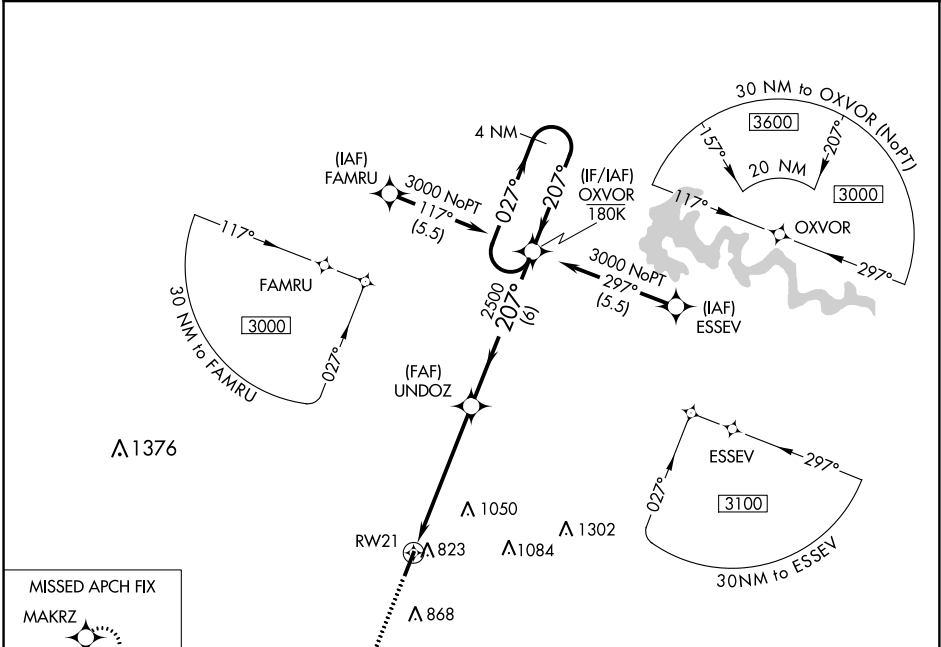 30 NM to OXVOR (NoPT)
3600
157°
207°
20 NM
3000
117°
OXVOR
297°
4 NM
(IAF)
FAMRU
3000 NoPT
117°
(5.5)
027°
207°
(IF/IAF)
OXVOR
180K
117°
FAMRU
3000
30 NM to FAMRU
027°
2500
207°
(6)
3000 NoPT
297°
(5.5)
(IAF)
ESSEV
(FAF)
UNDOZ
ESSEV
297°
027°
3100
30NM to ESSEV
1376
1050
1302
RW21
823
1084
868
MISSED APCH FIX
MAKRZ